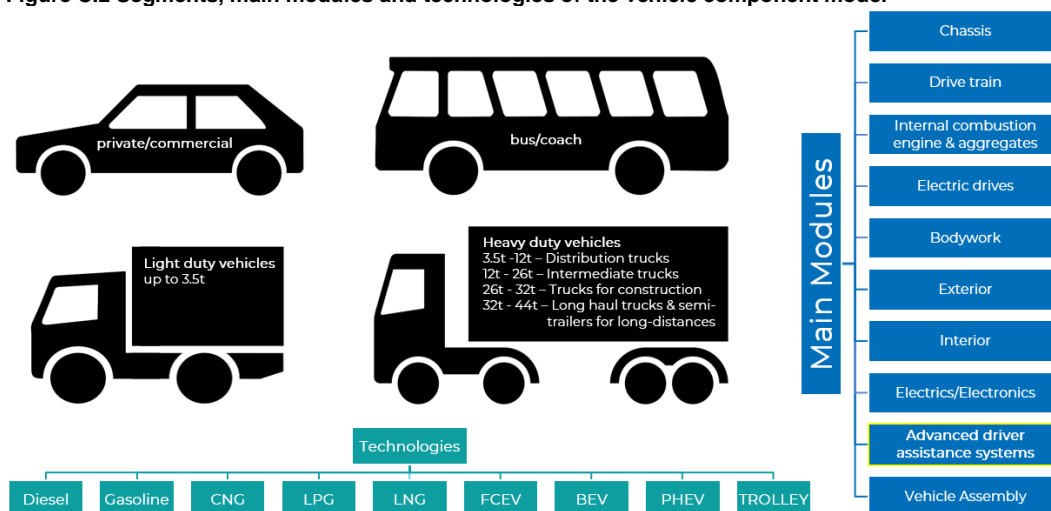 Segments, main modules and technologies of the vehicle component model
private/commercial
bus/coach
Light duty vehicles
up to 3.5t
Heavy duty vehicles
3.5t -12t – Distribution trucks
12t - 26t – Intermediate trucks
26t - 32t – Trucks for construction
32t - 44t – Long haul trucks & semi-
trailers for long-distances
Technologies
Diesel
Gasoline
CNG
LPG
LNG
FCEV
BEV
PHEV
TROLLEY
Main Modules
Chassis
Drive train
Internal combustion
engine & aggregates
Electric drives
Bodywork
Exterior
Interior
Electrics/Electronics
Advanced driver
assistance systems
Vehicle Assembly